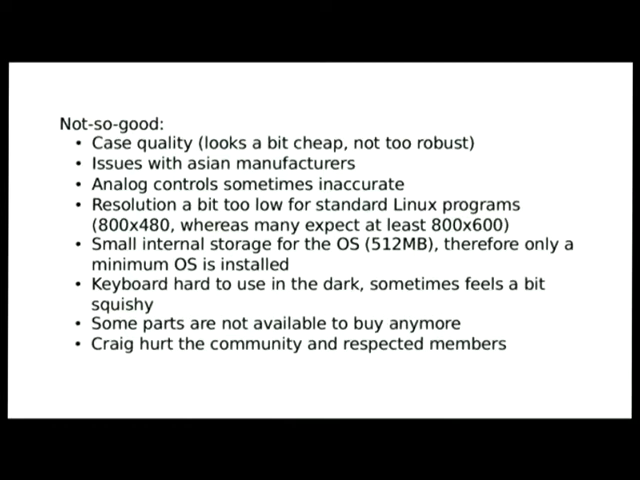 Not-so-good:
• Case quality (looks a bit cheap, not too robust)
• Issues with asian manufacturers
• Analog controls sometimes inaccurate
• Resolution a bit too low for standard Linux programs
(800x480, whereas many expect at least 800x600)
• Small internal storage for the OS (512MB), therefore only a
minimum OS is installed
• Keyboard hard to use in the dark, sometimes feels a bit
squishy
• Some parts are not available to buy anymore
• Craig hurt the community and respected members